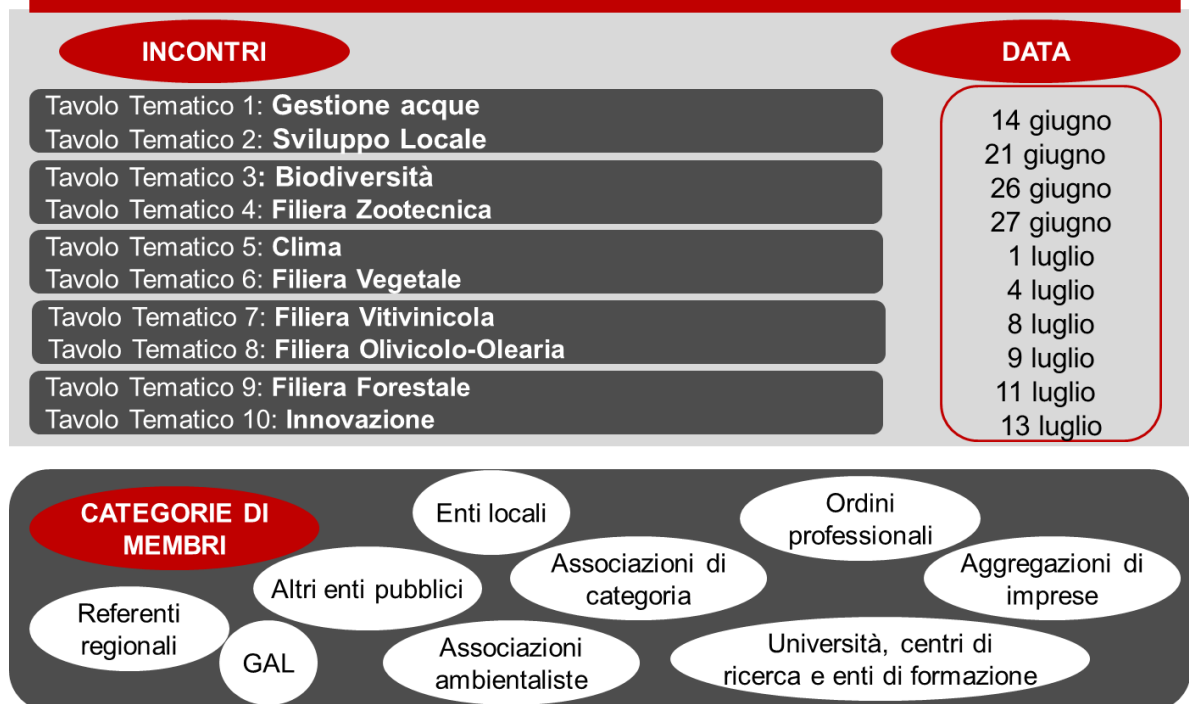 INCONTRI
DATA
Tavolo Tematico 1: Gestione acque
Tavolo Tematico 2: Sviluppo Locale
Tavolo Tematico 3: Biodiversità
Tavolo Tematico 4: Filiera Zootecnica
Tavolo Tematico 5: Clima
Tavolo Tematico 6: Filiera Vegetale
Tavolo Tematico 7: Filiera Vitivinicola
Tavolo Tematico 8: Filiera Olivicolo-Olearia
Tavolo Tematico 9: Filiera Forestale
Tavolo Tematico 10: Innovazione
14 giugno
21 giugno
26 giugno
27 giugno
1 luglio
4 luglio
8 luglio
9 luglio
11 luglio
13 luglio
CATEGORIE DI
MEMBRI
Enti locali
Ordini
professionali
Altri enti pubblici
Associazioni di
categoria
Aggregazioni di
imprese
Referenti
regionali
GAL
Associazioni
ambientaliste
Università, centri di
ricerca e enti di formazione